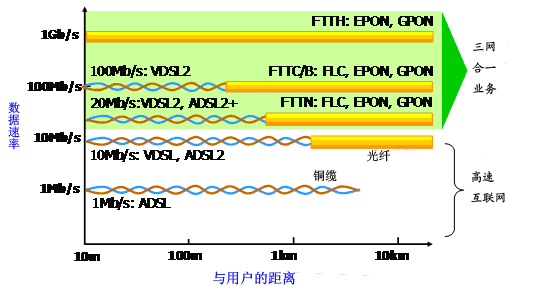 FTTH: EPON, GPON
1Gb/s
三网
合一
业务
100Mb/s: VDSL2
FTTC/B: FLC, EPON, GPON
100Mb/s
20Mb/s:VDSL2, ADSL2+
FTTN: FLC, EPON, GPON
数据速率
10Mb/s
10Mb/s: VDSL, ADSL2
光纤
铜缆
高速
互联网
1Mb/s
1Mb/s: ADSL
10m
100m
1km
10km
与用户的距离